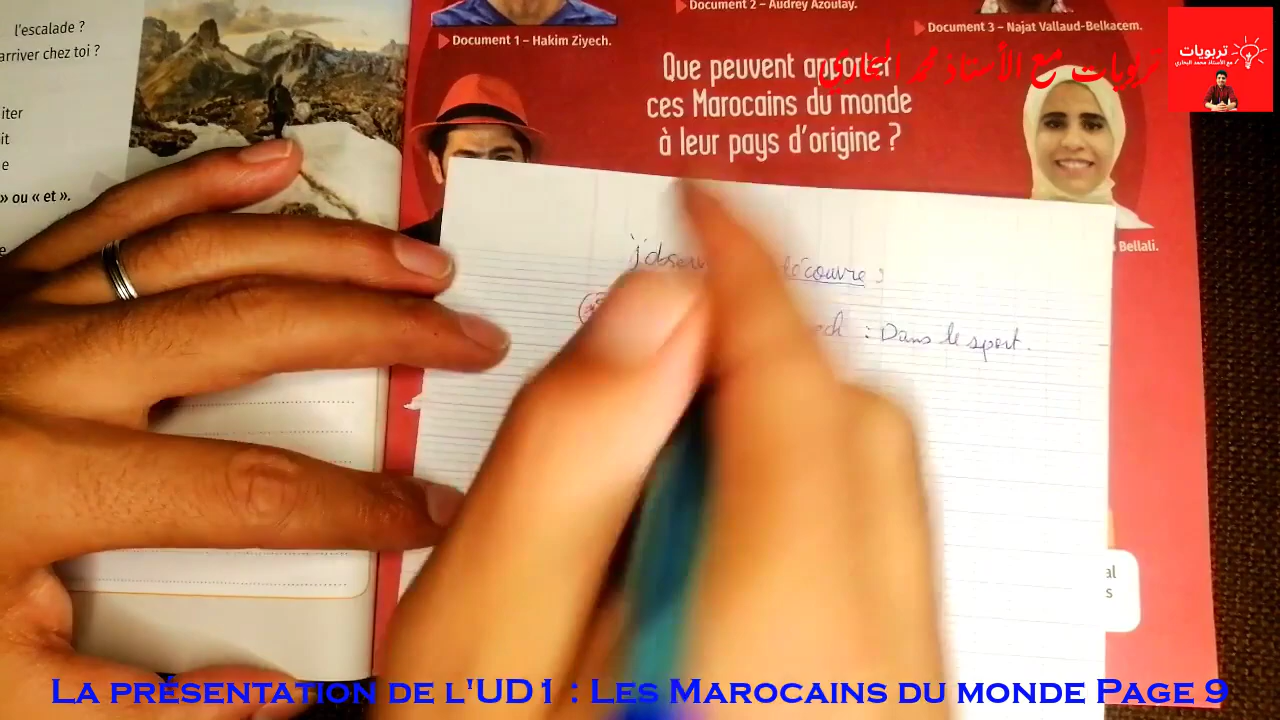 l'escalade ?
arriver chez toi ?
iter
it
e
» ou « et ».
e
Document 1 – Hakim Ziyech.
Document 2 – Audrey Azoulay.
Document 3 – Najat Vallaud-Belkacem.
Que peuvent apporter
ces Marocains du monde
à leur pays d'origine ?
تربويات مع الأستاذ محمد البخاري
تربويات
مع الأستاذ محمد البخاري
Bellali.
j'observe découvre :
: Dans le sport.
al
s
La présentation de l'UD1 : Les Marocains du monde Page 9